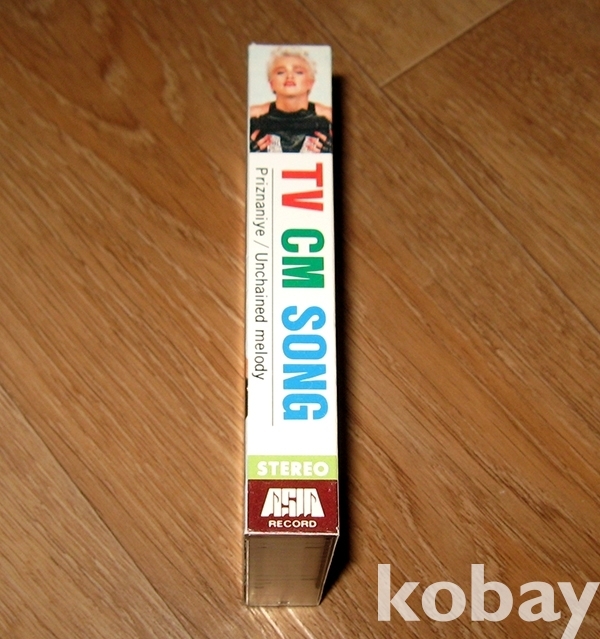 TV CM SONG
Priznaniye / Unchained melody
STEREO
ASIA
RECORD
kobay